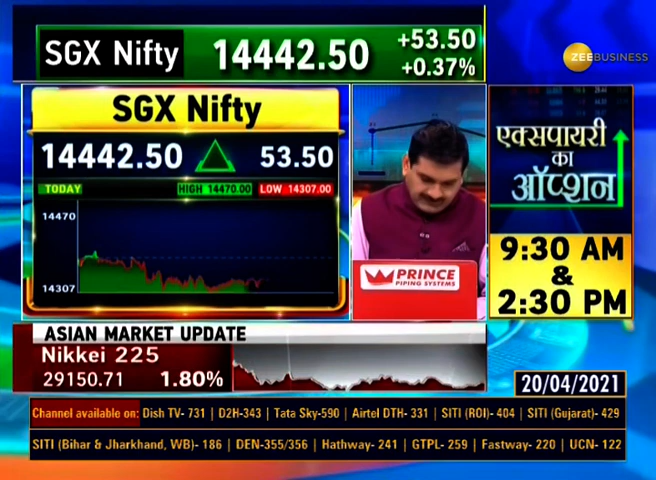 SGX Nifty 14442.50 +53.50
+0.37%
ZEE BUSINESS
SGX Nifty
14442.50 53.50
TODAY HIGH 14470.00 LOW 14307.00
14470
14307
PRINCE
PIPING SYSTEMS
एक्सपायरी
का
ऑप्शन
9:30 AM
&
2:30 PM
ASIAN MARKET UPDATE
Nikkei 225
29150.71 1.80%
20/04/2021
Channel available on: Dish TV- 731 | D2H-343 | Tata Sky-590 | Airtel DTH- 331 | SITI (ROI)- 404 | SITI (Gujarat)- 429
SITI (Bihar & Jharkhand, WB)- 186 | DEN-355/356 | Hathway- 241 | GTPL- 259 | Fastway- 220 | UCN- 122